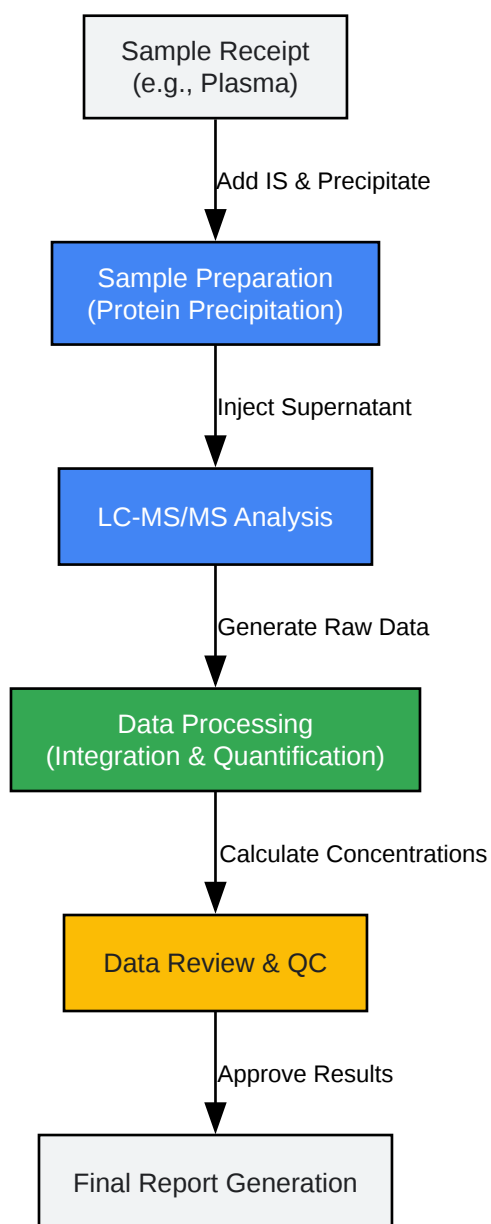 Sample Receipt
(e.g., Plasma)
Add IS & Precipitate
Sample Preparation
(Protein Precipitation)
Inject Supernatant
LC-MS/MS Analysis
Generate Raw Data
Data Processing
(Integration & Quantification)
Calculate Concentrations
Data Review & QC
Approve Results
Final Report Generation